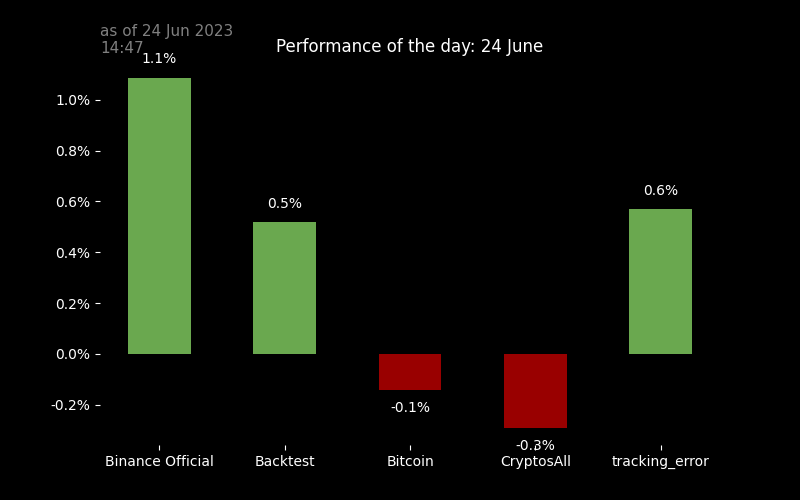 as of 24 Jun 2023
14:47
Performance of the day: 24 June
1.1%
1.0%
0.8%
0.6%
0.6%
0.5%
0.4%
0.2%
0.0%
-0.2%
-0.1%
-0.3%
Binance Official
Backtest
Bitcoin
CryptosAll
tracking_error